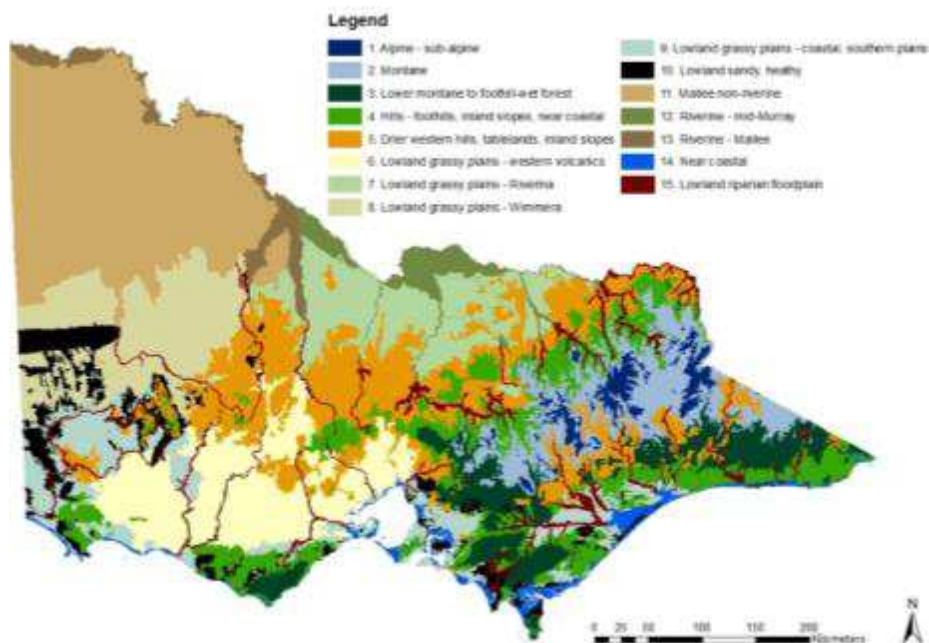 Legend
1. Alpine - sub-alpine
2. Montane
3. Lower montane to foothill-wet forest
4. Hills - foothills, inland slopes, near coastal
5. Drier western hills, tablelands, inland slopes
6. Lowland grassy plains - western volcanics
7. Lowland grassy plains - Riverina
8. Lowland grassy plains - Wimmera
9. Lowland grassy plains - coastal, southern plains
10. Lowland sandy, heathy
11. Mallee non-riverine
12. Riverine - mid-Murray
13. Riverine - Mallee
14. Near coastal
15. Lowland riparian floodplain
N
0 25 50 100 150 200
Kilometers